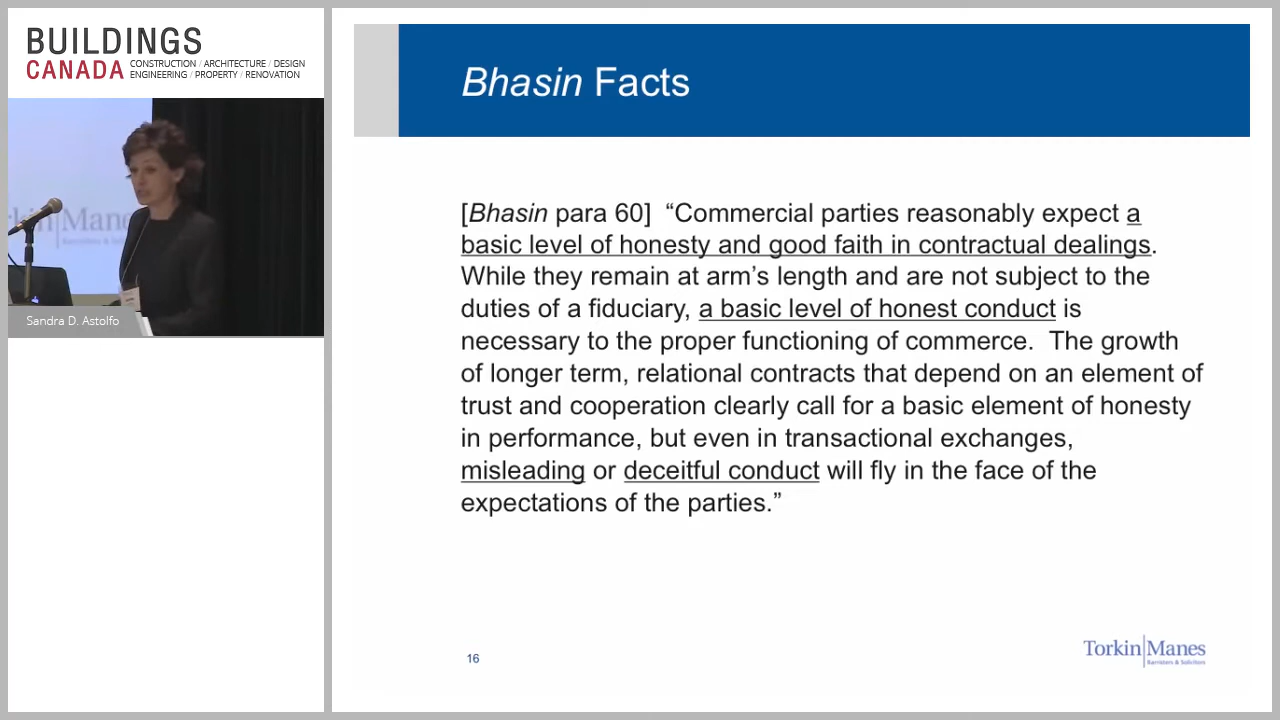 BUILDINGS
CANADA CONSTRUCTION / ARCHITECTURE / DESIGN
ENGINEERING / PROPERTY / RENOVATION
Sandra D. Astolfo
Bhasin Facts
[Bhasin para 60] “Commercial parties reasonably expect a
basic level of honesty and good faith in contractual dealings.
While they remain at arm’s length and are not subject to the
duties of a fiduciary, a basic level of honest conduct is
necessary to the proper functioning of commerce. The growth
of longer term, relational contracts that depend on an element of
trust and cooperation clearly call for a basic element of honesty
in performance, but even in transactional exchanges,
misleading or deceitful conduct will fly in the face of the
expectations of the parties.”
16
Torkin|Manes
Barristers & Solicitors